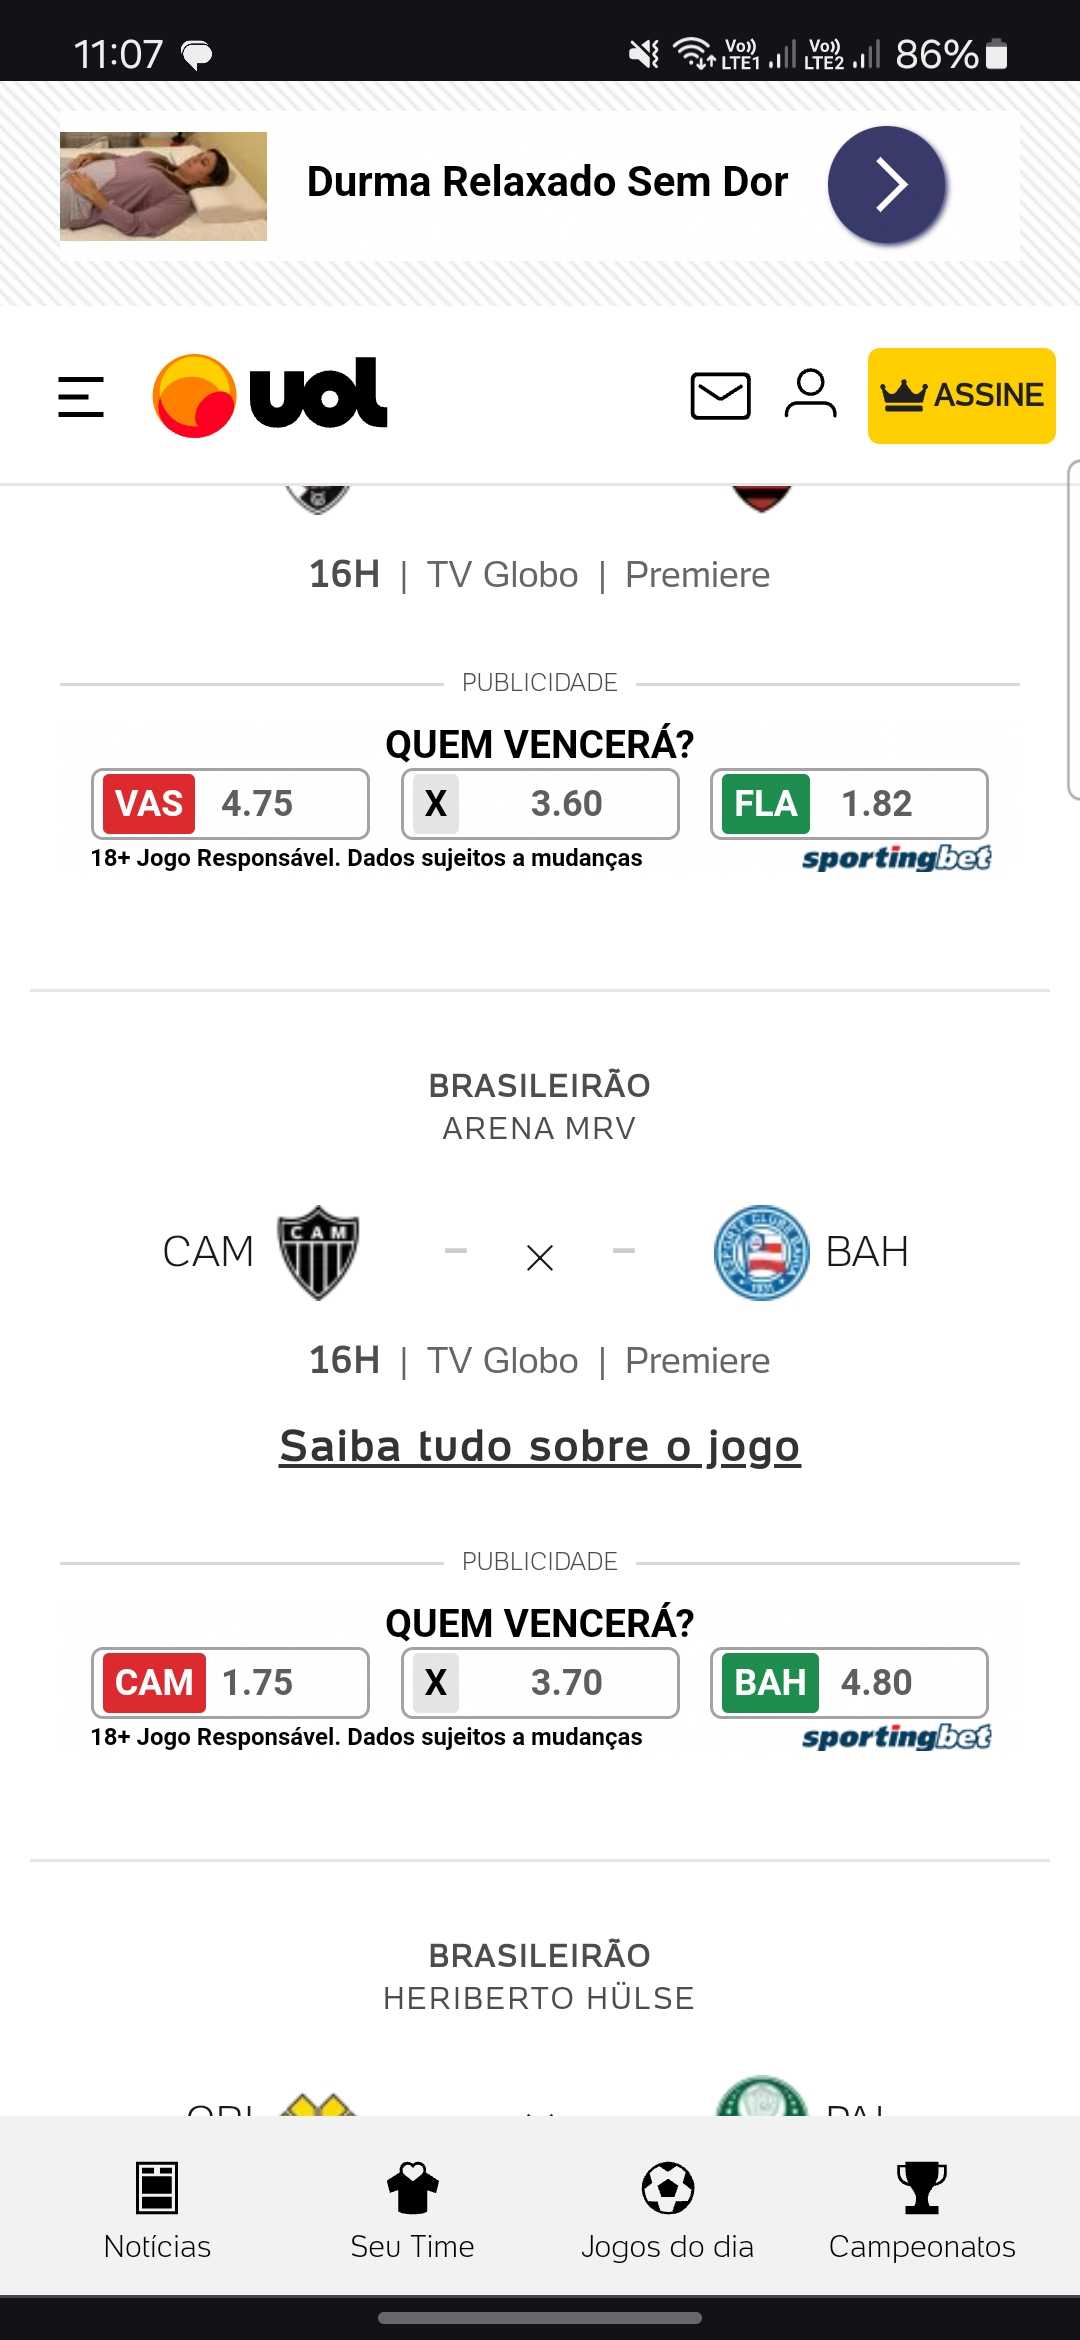 11:07
Vo)) LTE1 Vo)) LTE2 86%
Durma Relaxado Sem Dor
uol
ASSINE
16H | TV Globo | Premiere
PUBLICIDADE
QUEM VENCERÁ?
VAS 4.75 X 3.60 FLA 1.82
18+ Jogo Responsável. Dados sujeitos a mudanças sportingbet
BRASILEIRÃO
ARENA MRV
CAM CAM - × - BAH
16H | TV Globo | Premiere
Saiba tudo sobre o jogo
PUBLICIDADE
QUEM VENCERÁ?
CAM 1.75 X 3.70 BAH 4.80
18+ Jogo Responsável. Dados sujeitos a mudanças sportingbet
BRASILEIRÃO
HERIBERTO HÜLSE
Notícias Seu Time Jogos do dia Campeonatos